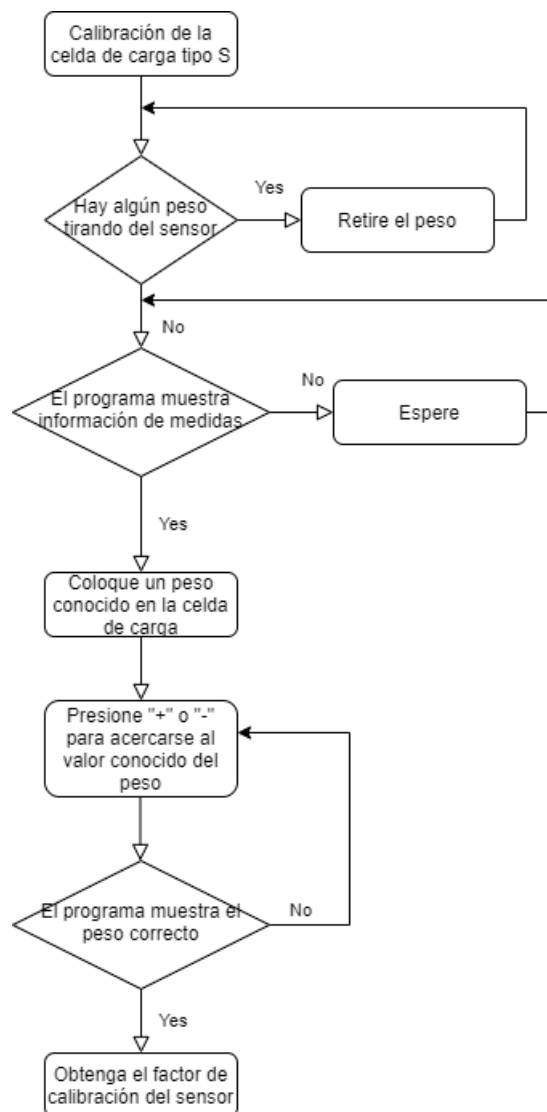 Calibración de la
celda de carga tipo S
Hay algún peso
tirando del sensor
Yes
Retire el peso
No
El programa muestra
información de medidas
No
Espere
Yes
Coloque un peso
conocido en la celda
de carga
Presione "+" o "-"
para acercarse al
valor conocido del
peso
El programa muestra el
peso correcto
No
Yes
Obtenga el factor de
calibración del sensor